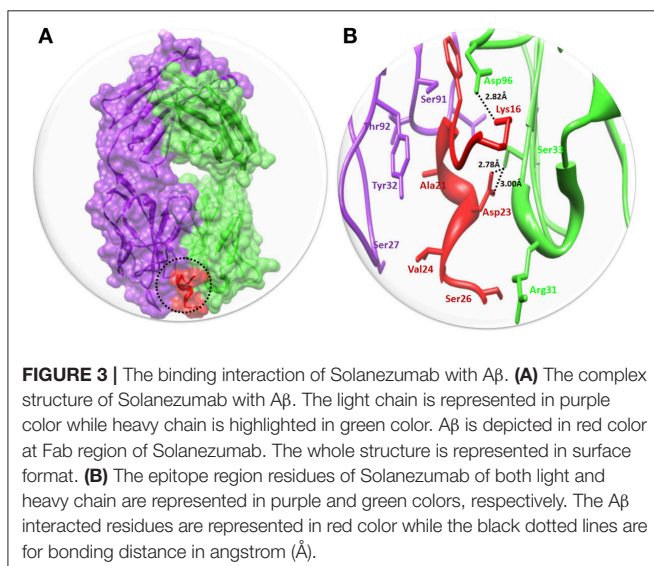 A
B
Asp96
2.82Å
Ser91
Lys16
Thr92
Ser33
2.78Å
Tyr32
Ala21
3.00Å
Asp23
Ser27
Val24
Ser26
Arg31
FIGURE 3 | The binding interaction of Solanezumab with Aβ. (A) The complex
structure of Solanezumab with Aβ. The light chain is represented in purple
color while heavy chain is highlighted in green color. Aβ is depicted in red color
at Fab region of Solanezumab. The whole structure is represented in surface
format. (B) The epitope region residues of Solanezumab of both light and
heavy chain are represented in purple and green colors, respectively. The Aβ
interacted residues are represented in red color while the black dotted lines are
for bonding distance in angstrom (Å).